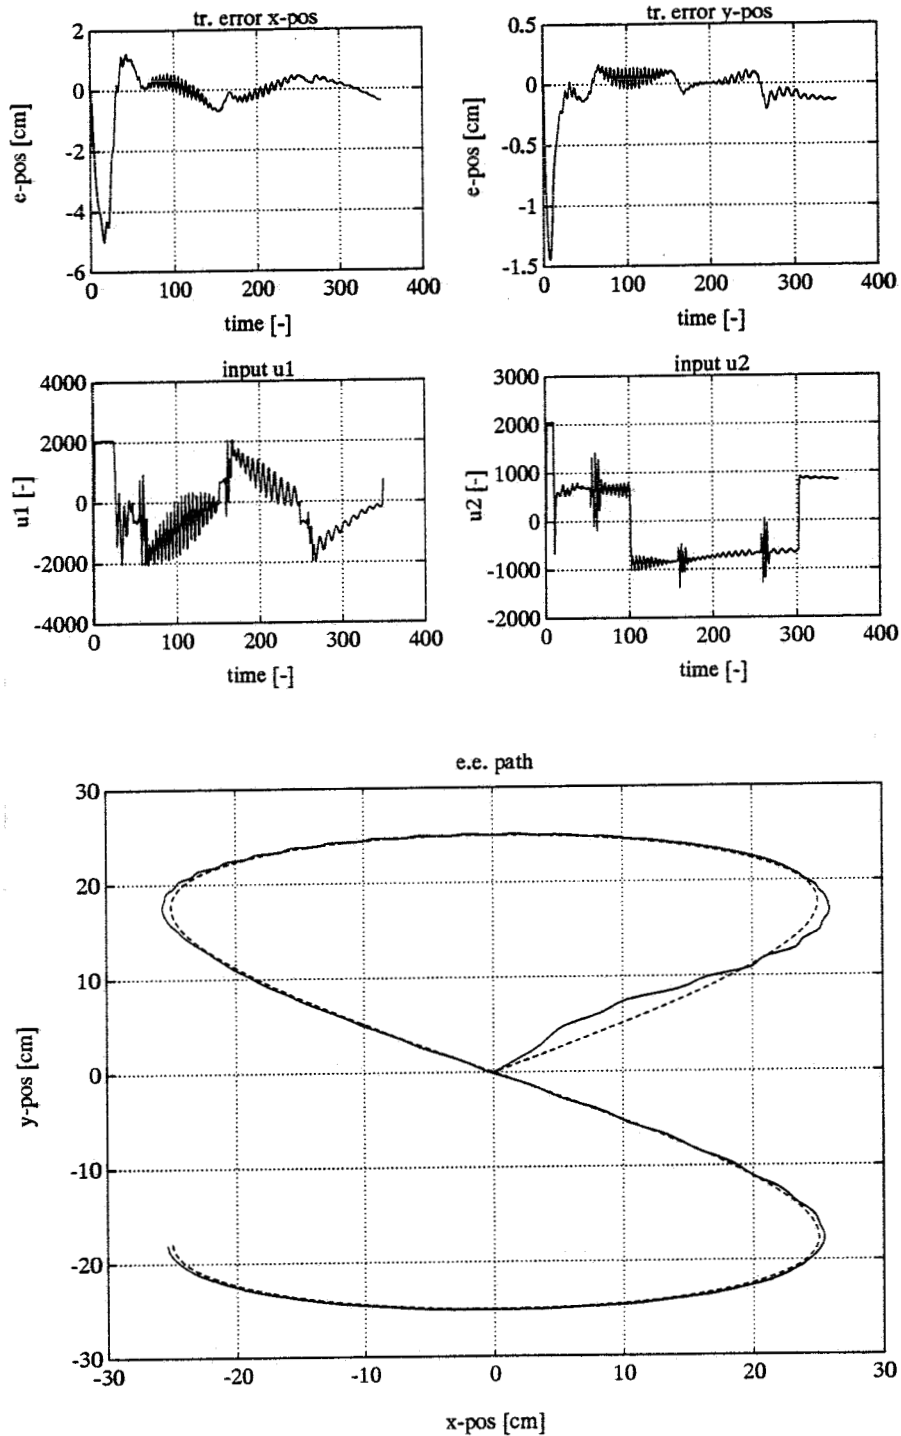 tr. error x-pos
2
0
-2
-4
-6
e-pos [cm]
0 100 200 300 400
time [-]
tr. error y-pos
0.5
0
-0.5
-1
-1.5
e-pos [cm]
0 100 200 300 400
time [-]
input u1
4000
2000
0
-2000
-4000
u1 [-]
0 100 200 300 400
time [-]
input u2
3000
2000
1000
0
-1000
-2000
u2 [-]
0 100 200 300 400
time [-]
e.e. path
30
20
10
0
-10
-20
-30
y-pos [cm]
-30 -20 -10 0 10 20 30
x-pos [cm]